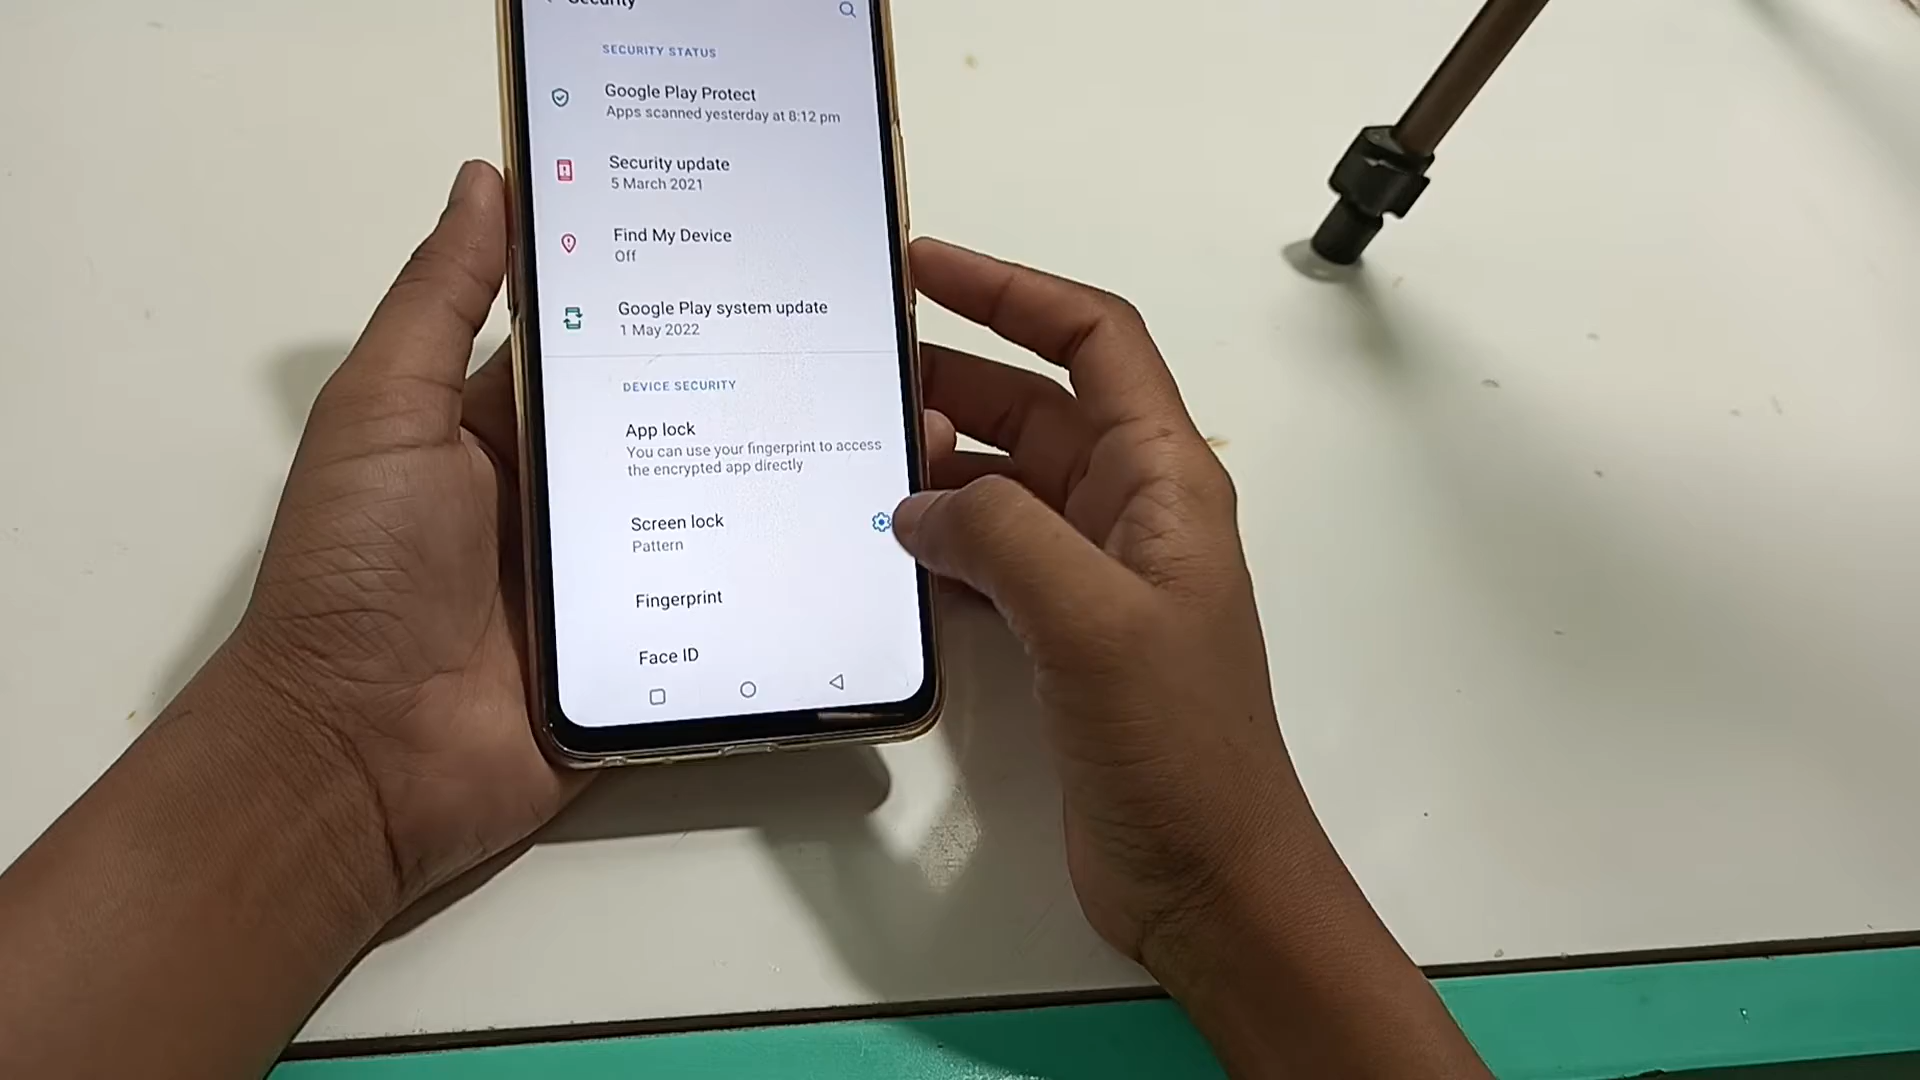 Security
SECURITY STATUS
Google Play Protect
Apps scanned yesterday at 8:12 pm
Security update
5 March 2021
Find My Device
Off
Google Play system update
1 May 2022
DEVICE SECURITY
App lock
You can use your fingerprint to access
the encrypted app directly
Screen lock
Pattern
Fingerprint
Face ID